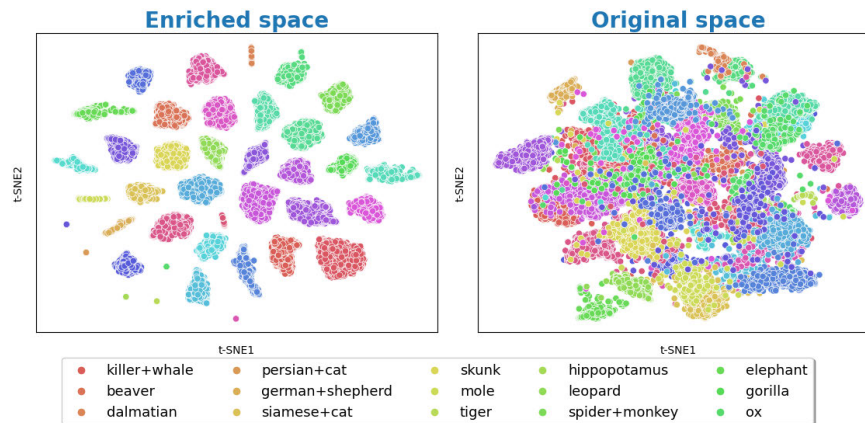 Enriched space
Original space
t-SNE2
t-SNE2
t-SNE1
t-SNE1
killer+whale persian+cat skunk hippopotamus elephant
beaver german+shepherd mole leopard gorilla
dalmatian siamese+cat tiger spider+monkey ox